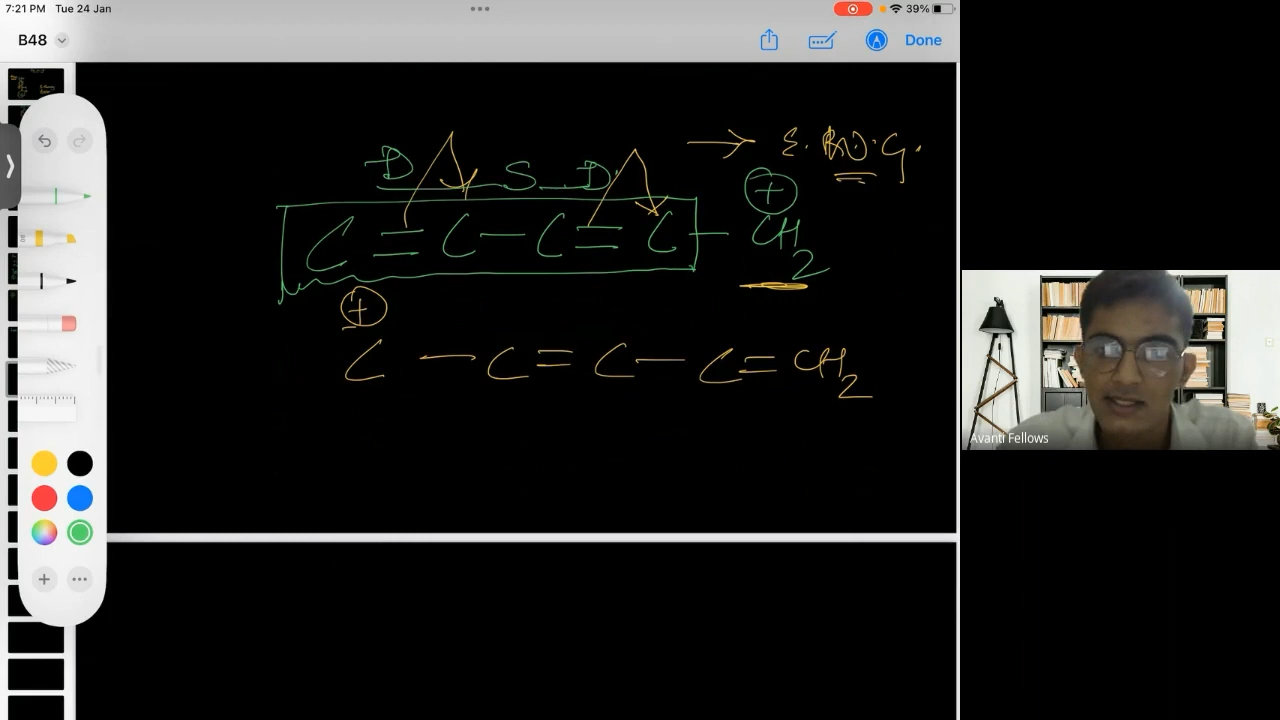 7:21 PM Tue 24 Jan
39%
B48
Done
D S D → E.D.G.
C = C - C = C - CH2
+
+
C - C = C - C = CH2
Avanti Fellows